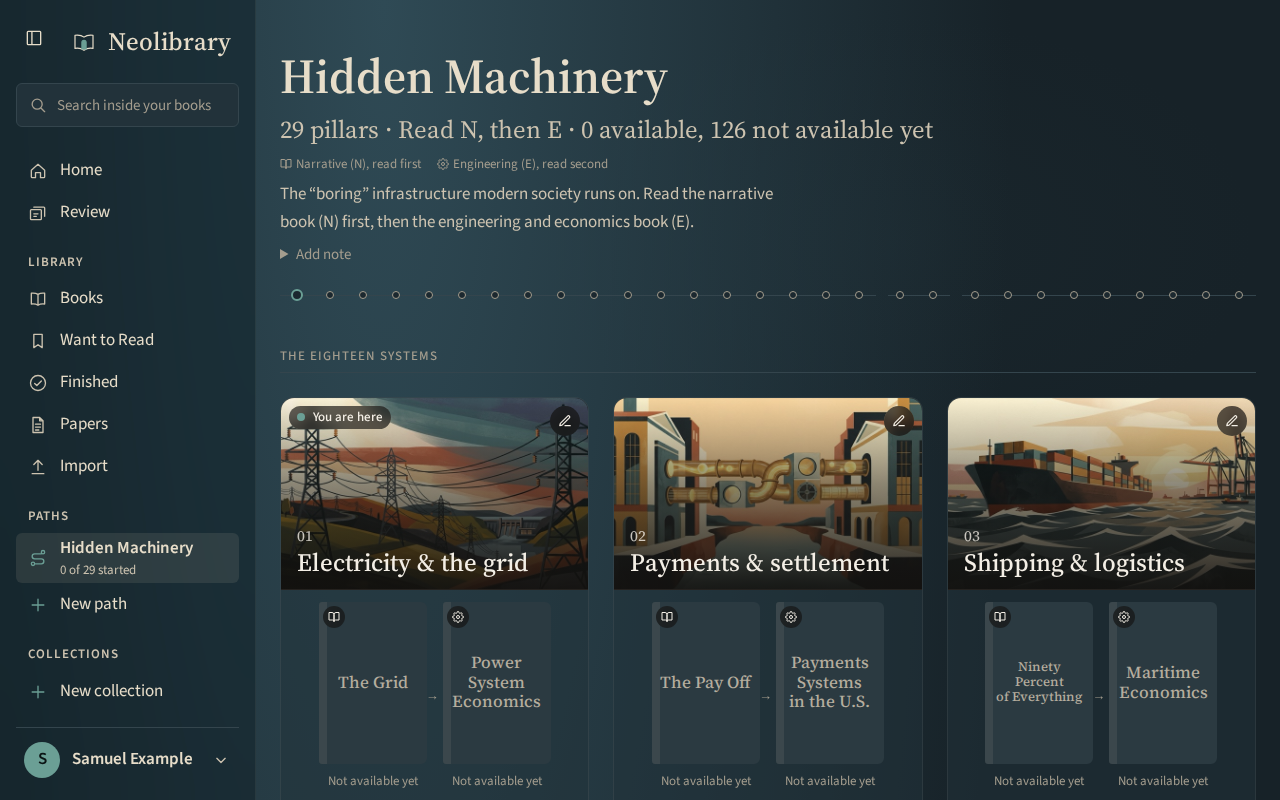 Neolibrary
Search inside your books
Home
Review
LIBRARY
Books
Want to Read
Finished
Papers
Import
PATHS
Hidden Machinery
0 of 29 started
New path
COLLECTIONS
New collection
S
Samuel Example
Hidden Machinery
29 pillars · Read N, then E · 0 available, 126 not available yet
Narrative (N), read first
Engineering (E), read second
The “boring” infrastructure modern society runs on. Read the narrative
book (N) first, then the engineering and economics book (E).
Add note
THE EIGHTEEN SYSTEMS
You are here
01
Electricity & the grid
The Grid
→
Power
System
Economics
Not available yet
Not available yet
02
Payments & settlement
The Pay Off
→
Payments
Systems
in the U.S.
Not available yet
Not available yet
03
Shipping & logistics
Ninety
Percent
of Everything
→
Maritime
Economics
Not available yet
Not available yet